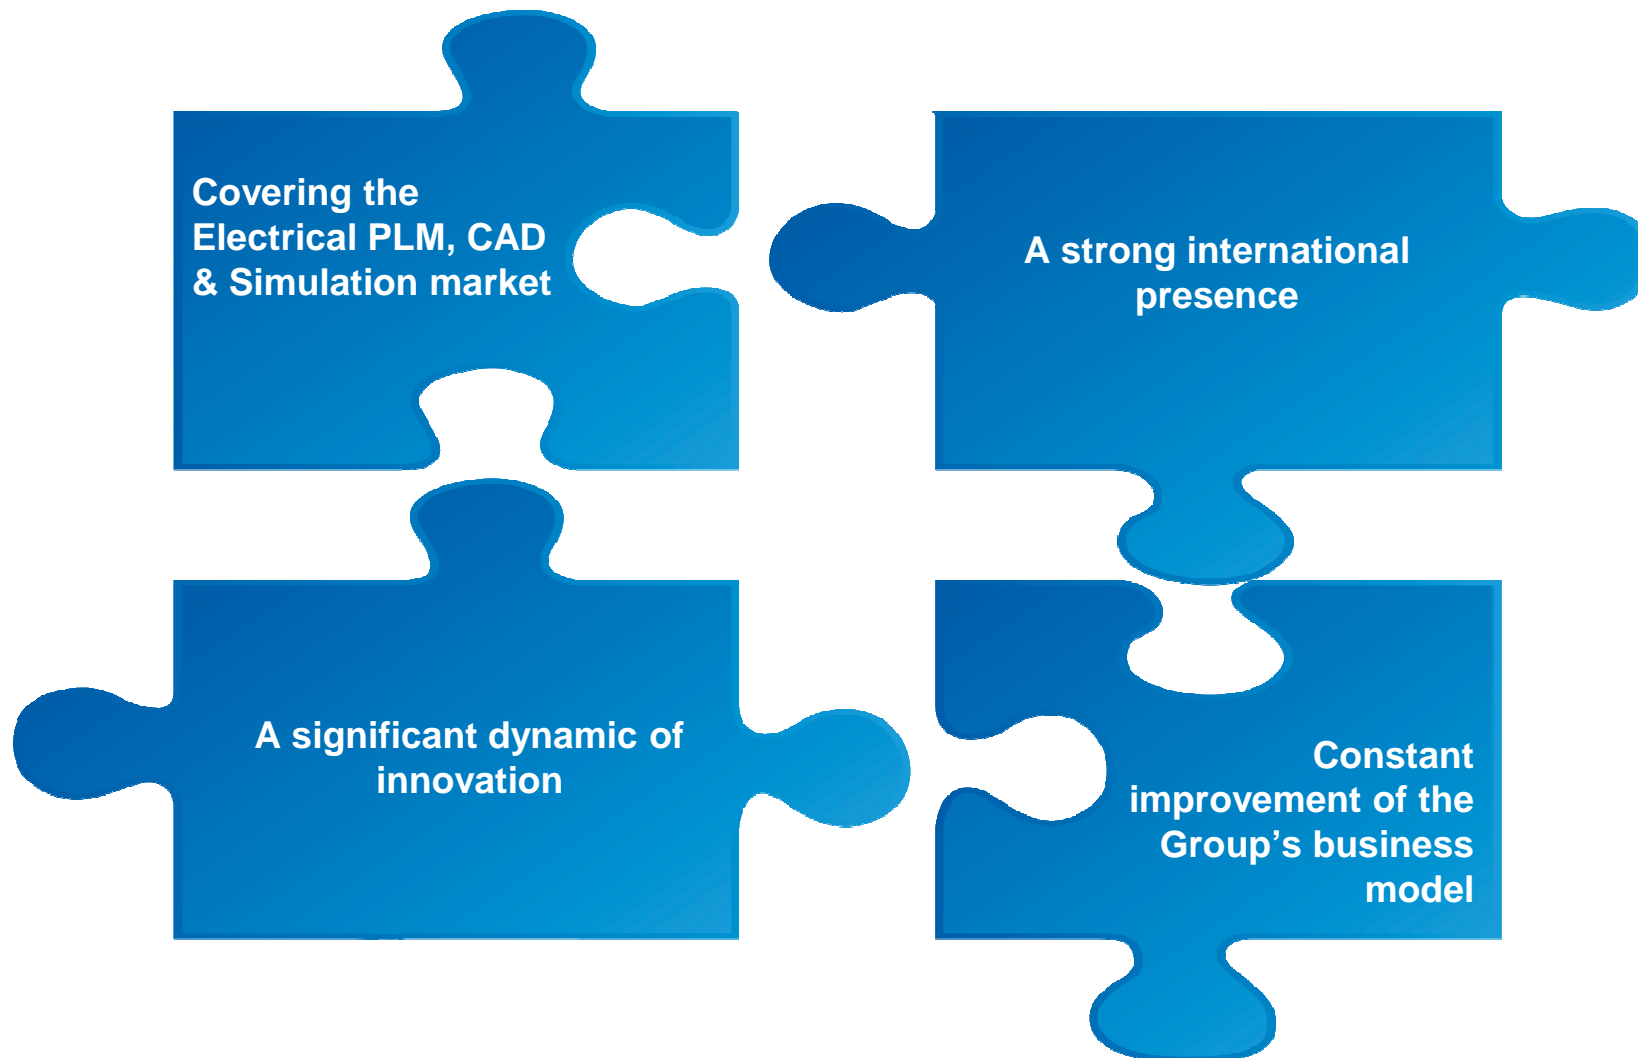 Covering the
Electrical PLM, CAD
& Simulation market
A strong international
presence
A significant dynamic of
innovation
Constant
improvement of the
Group’s business
model